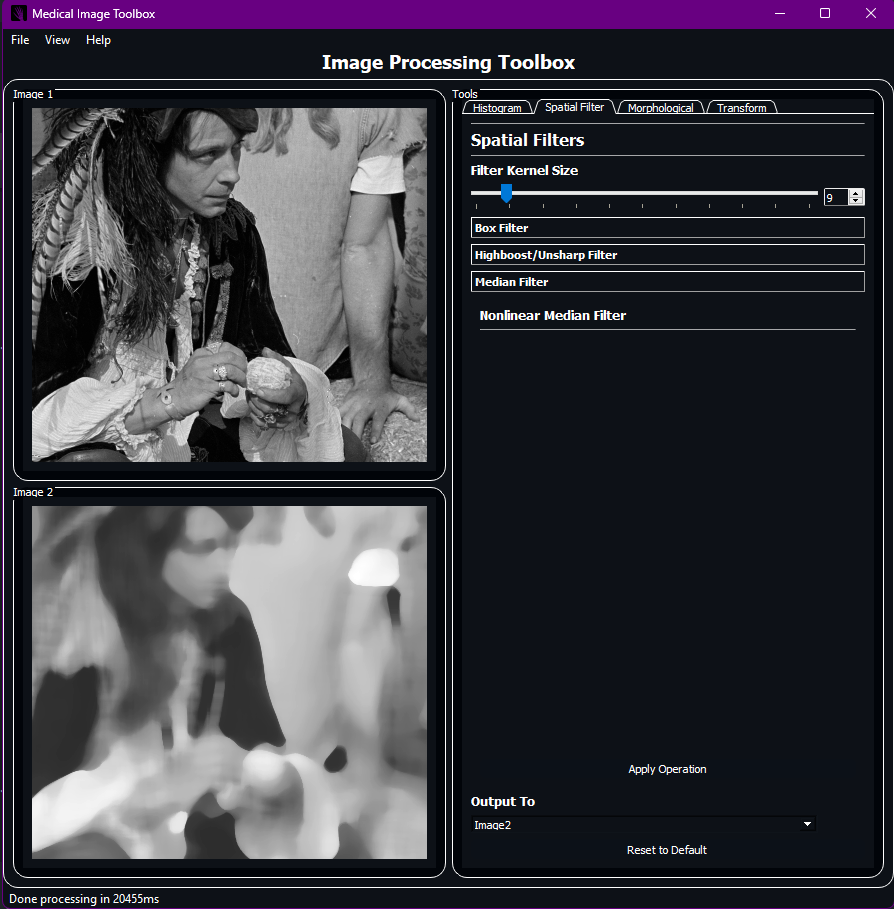 Medical Image Toolbox
File View Help
Image Processing Toolbox
Image 1
Image 2
Tools
Histogram Spatial Filter Morphological Transform
Spatial Filters
Filter Kernel Size
9
Box Filter
Highboost/Unsharp Filter
Median Filter
Nonlinear Median Filter
Apply Operation
Output To
Image2
Reset to Default
Done processing in 20455ms